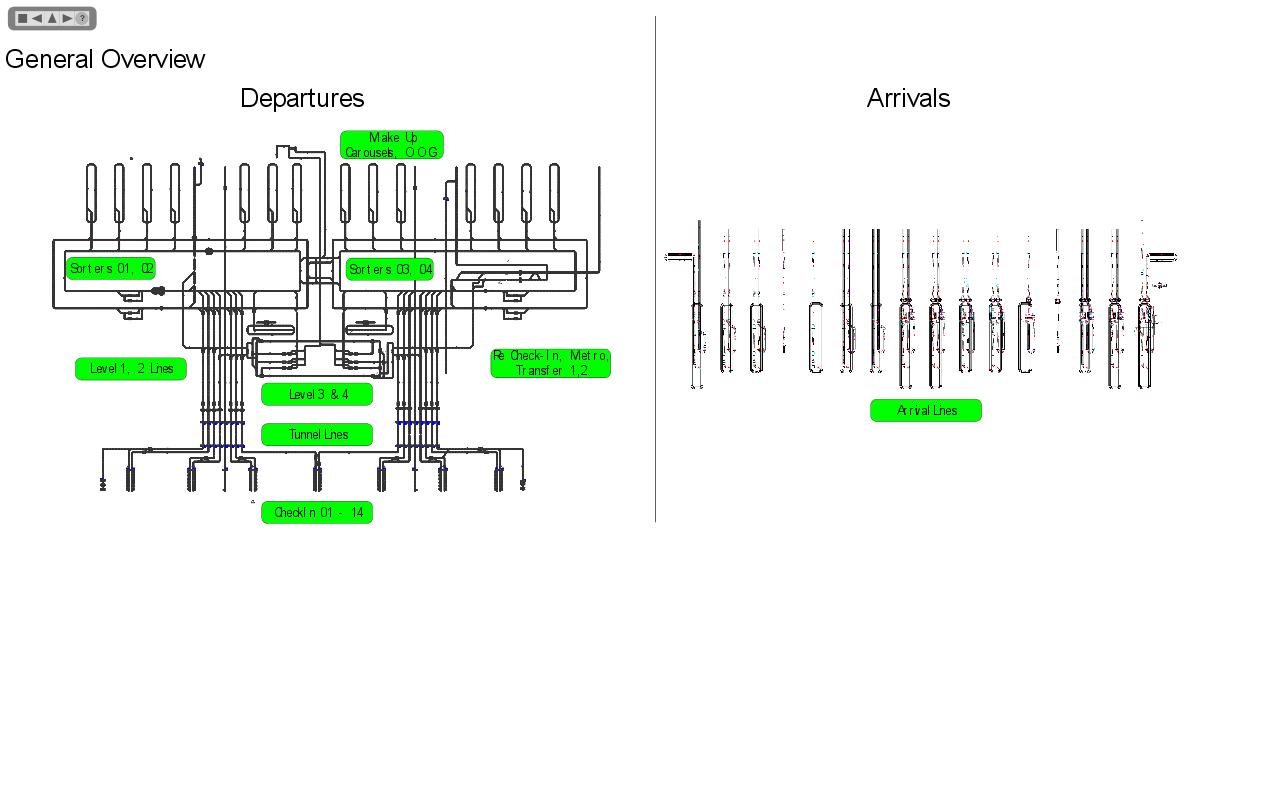 ?
General Overview
Departures
Arrivals
Make Up
Carousels, OOG
Sorters 01, 02
Sorters 03, 04
Level 1, 2 Lines
Re Check-In, Metro,
Transfer 1,2
Level 3 & 4
Arrival Lines
Tunnel Lines
CheckIn 01 - 14